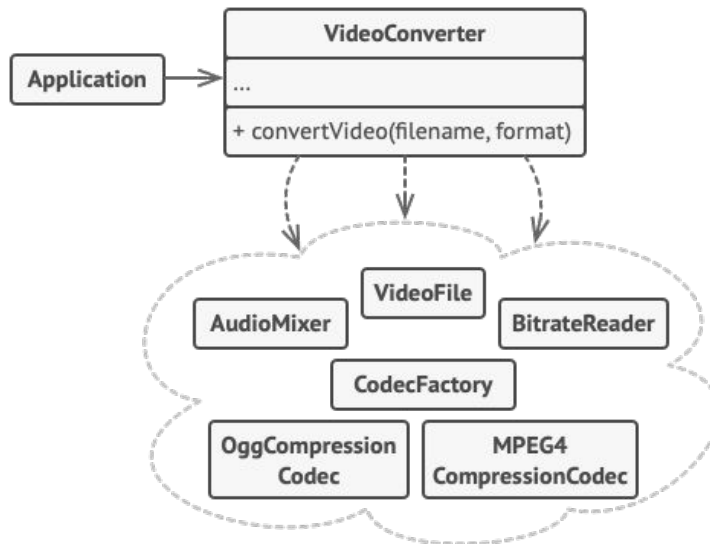 VideoConverter
Application
...
+ convertVideo(filename, format)
VideoFile
AudioMixer
BitrateReader
CodecFactory
OggCompression
Codec
MPEG4
CompressionCodec